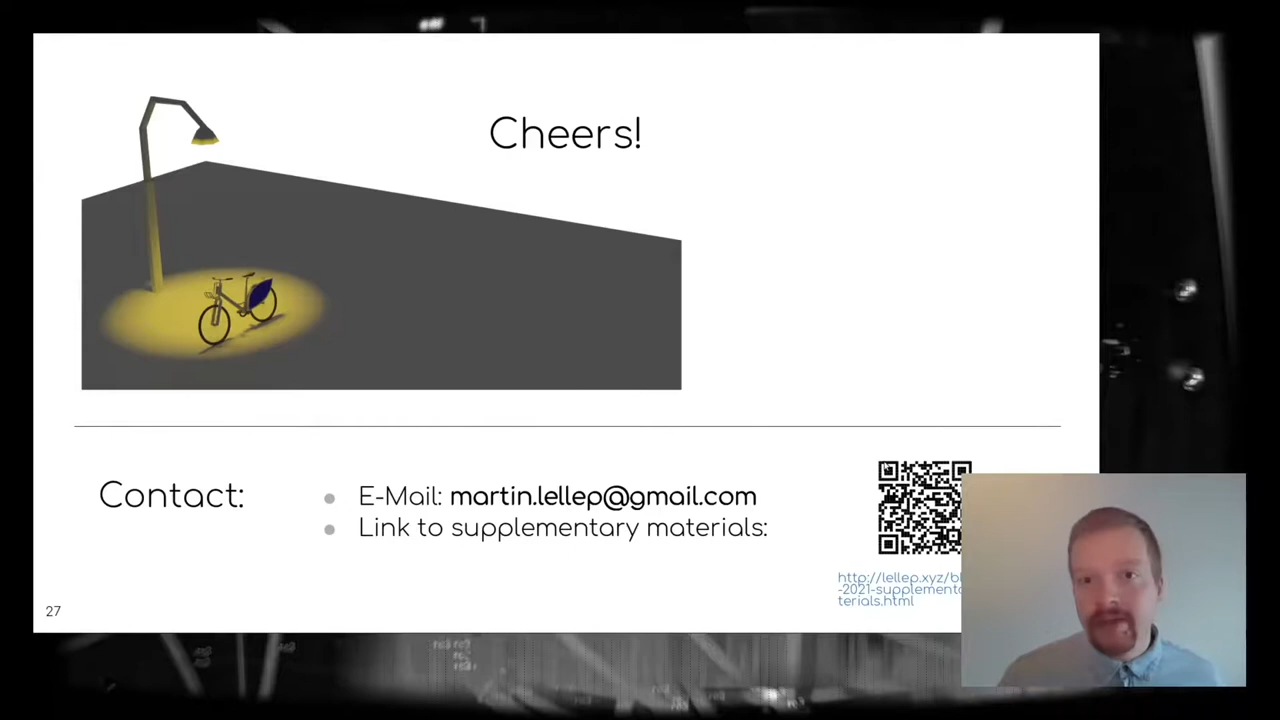 Cheers!
Contact:
E-Mail: martin.lellep@gmail.com
Link to supplementary materials:
http://lellep.xyz/bl
-2021-supplementa
terials.html
27